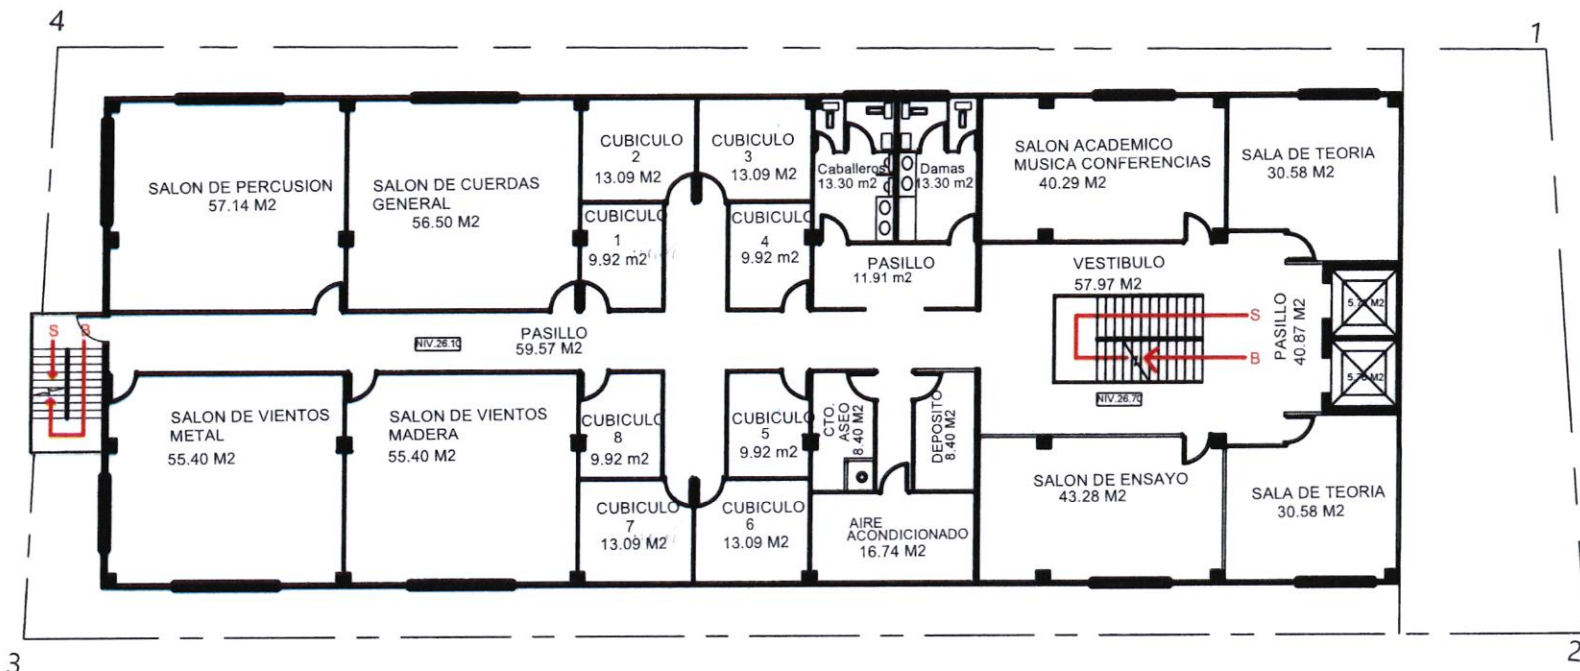 4
1
SALON DE PERCUSION
57.14 M2
SALON DE CUERDAS
GENERAL
56.50 M2
CUBICULO
2
13.09 M2
CUBICULO
3
13.09 M2
CUBICULO
1
9.92 m2
CUBICULO
4
9.92 m2
Caballeros
13.30 m2
Damas
13.30 m2
PASILLO
11.91 m2
SALON ACADEMICO
MUSICA CONFERENCIAS
40.29 M2
SALA DE TEORIA
30.58 M2
VESTIBULO
57.97 M2
S
B
NIV.26.10
PASILLO
59.57 M2
S
B
NIV.26.70
PASILLO
40.87 M2
SALON DE VIENTOS
METAL
55.40 M2
SALON DE VIENTOS
MADERA
55.40 M2
CUBICULO
8
9.92 m2
CUBICULO
5
9.92 M2
CUBICULO
7
13.09 M2
CUBICULO
6
13.09 M2
CTO.
ASEO
8.40 M2
DEPOSITO
8.40 M2
AIRE
ACONDICIONADO
16.74 M2
SALON DE ENSAYO
43.28 M2
SALA DE TEORIA
30.58 M2
3
2